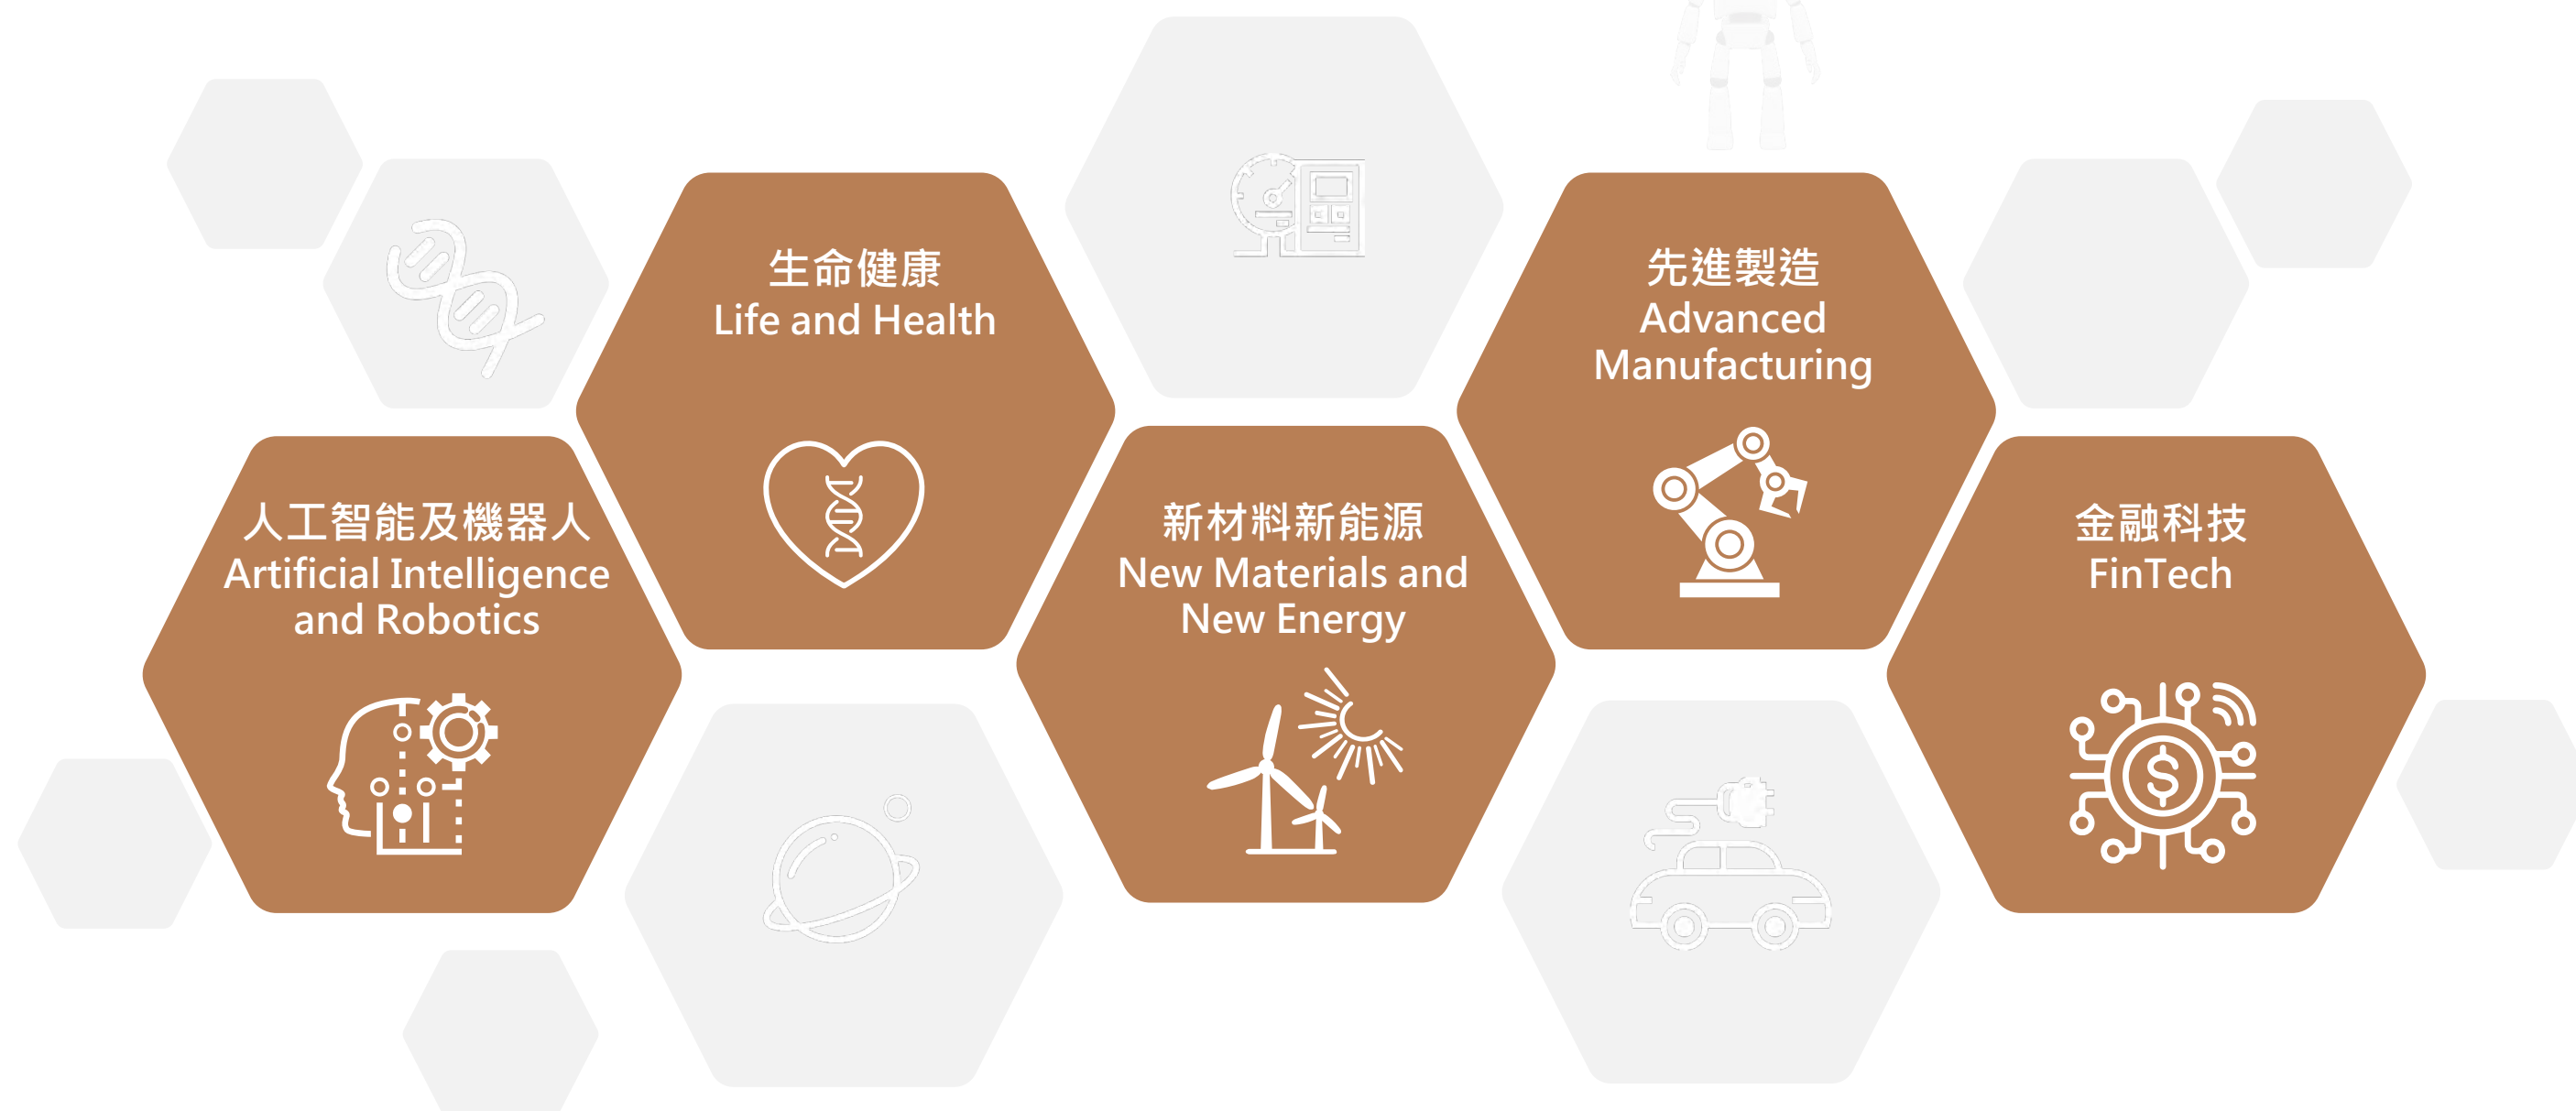 人工智能及機器人
Artificial Intelligence
and Robotics
生命健康
Life and Health
新材料新能源
New Materials and
New Energy
先進製造
Advanced
Manufacturing
金融科技
FinTech
$